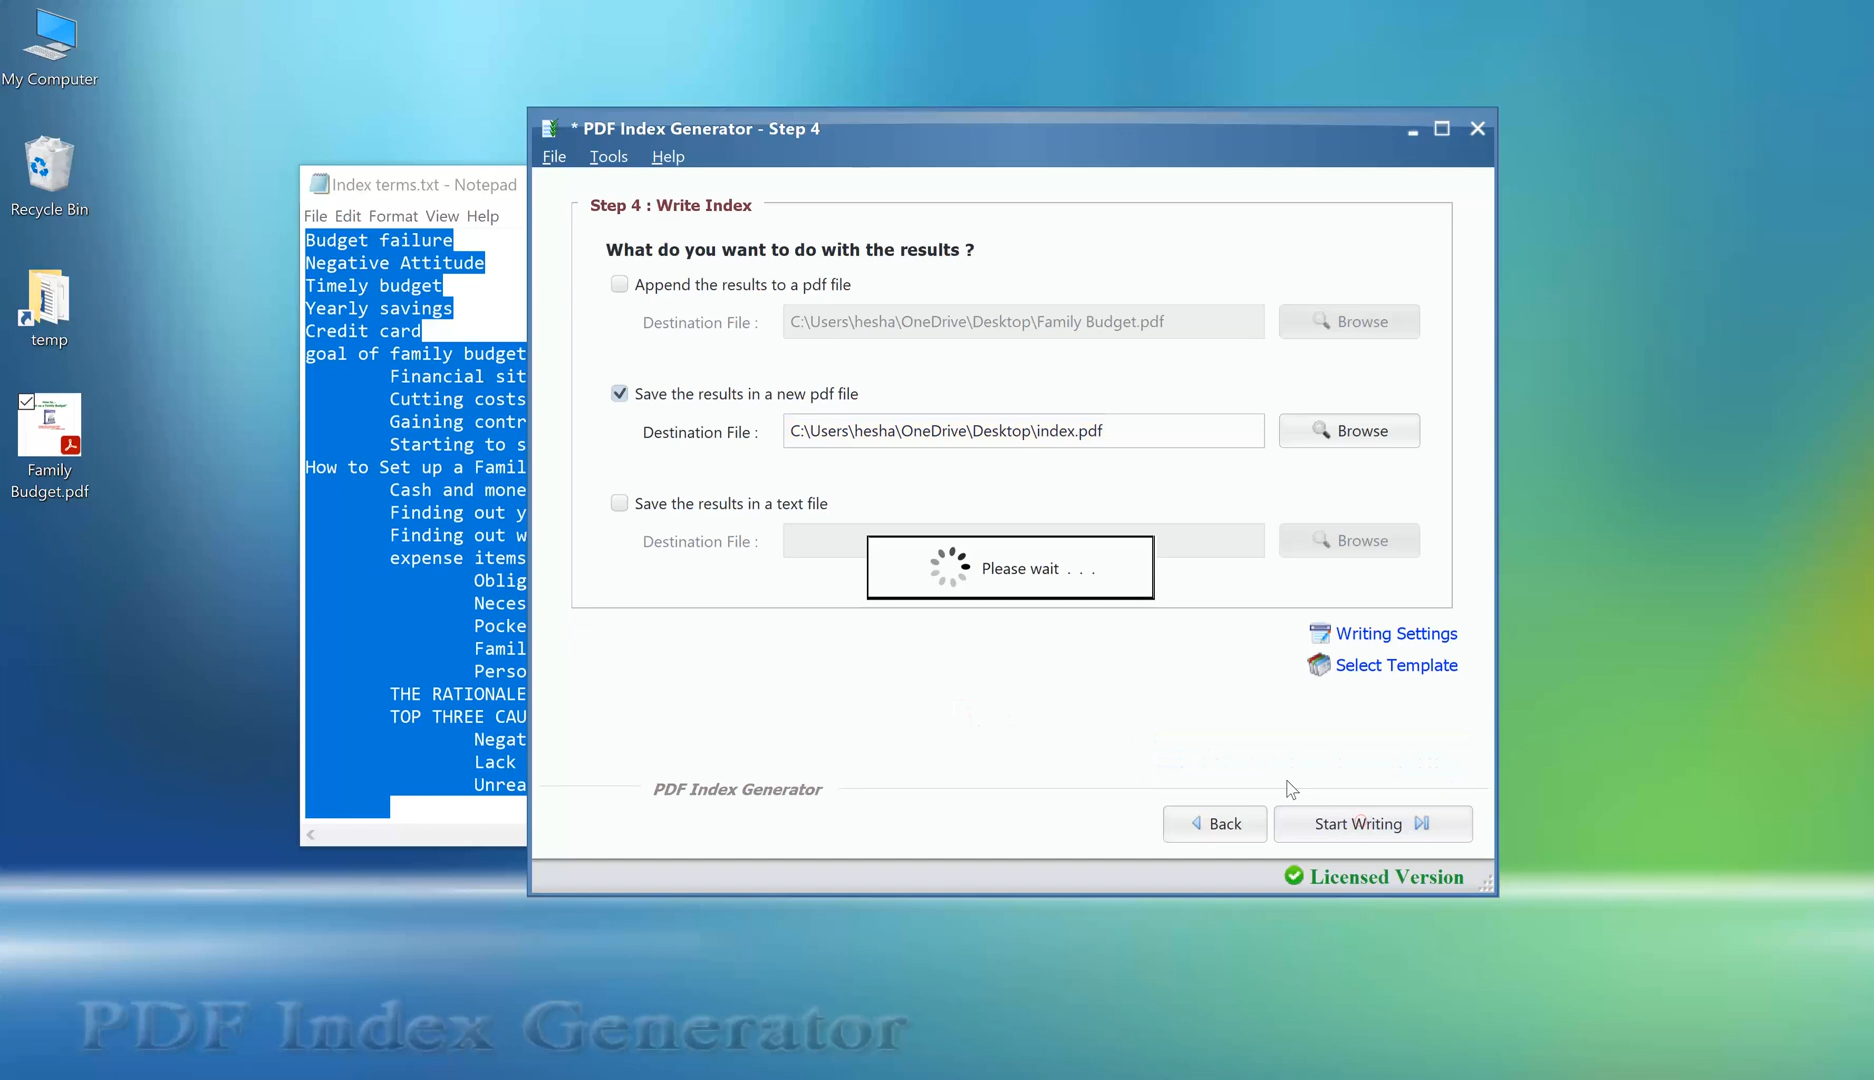 My Computer
Recycle Bin
temp
Family
Budget.pdf
Index terms.txt - Notepad
File Edit Format View Help
Budget failure
Negative Attitude
Timely budget
Yearly savings
Credit card
goal of family budget
Financial sit
Cutting costs
Gaining contr
Starting to s
How to Set up a Famil
Cash and mone
Finding out y
Finding out w
expense items
Oblig
Neces
Pocke
Famil
Perso
THE RATIONALE
TOP THREE CAU
Negat
Lack
Unrea
* PDF Index Generator - Step 4
File Tools Help
Step 4 : Write Index
What do you want to do with the results ?
Append the results to a pdf file
Destination File : C:\Users\hesha\OneDrive\Desktop\Family Budget.pdf Browse
Save the results in a new pdf file
Destination File : C:\Users\hesha\OneDrive\Desktop\index.pdf Browse
Save the results in a text file
Destination File : Browse
Please wait . . .
Writing Settings
Select Template
PDF Index Generator
Back Start Writing
Licensed Version
PDF Index Generator